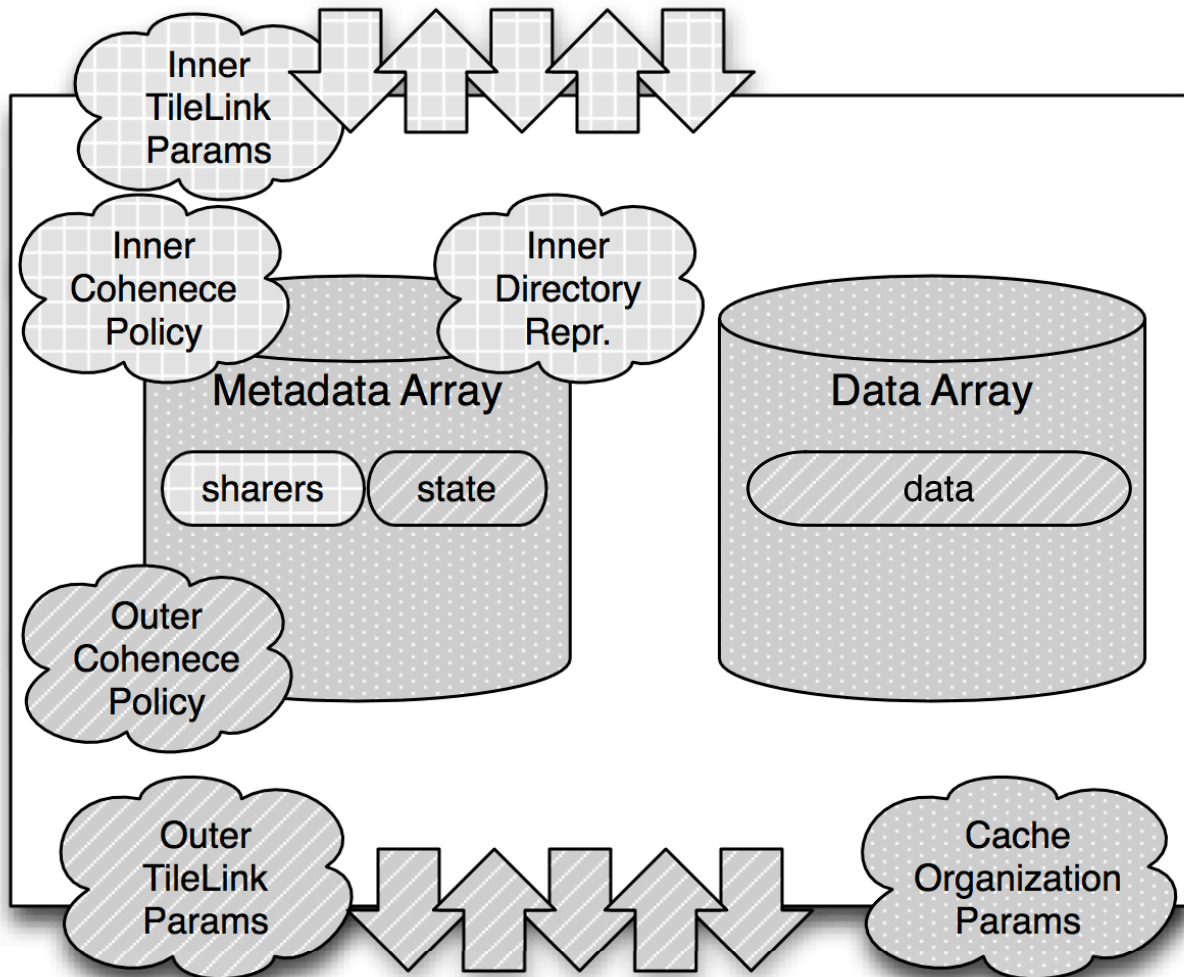 Inner
TileLink
Params
Inner
Cohenece
Policy
Inner
Directory
Repr.
Metadata Array
Data Array
sharers
state
data
Outer
Cohenece
Policy
Outer
TileLink
Params
Cache
Organization
Params